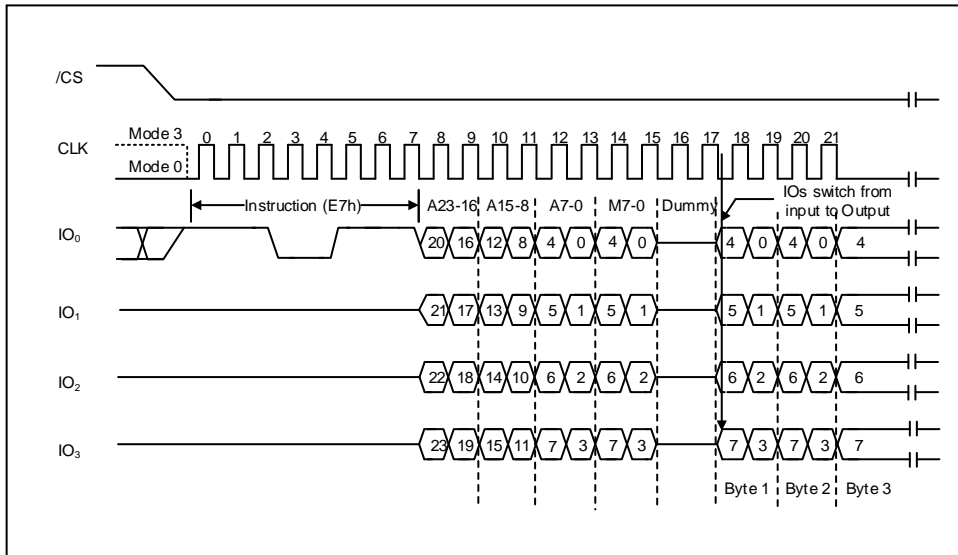 /CS
Mode 3
0 1 2 3 4 5 6 7 8 9 10 11 12 13 14 15 16 17 18 19 20 21
CLK
Mode 0
IOs switch from
input to Output
Instruction (E7h) A23-16 A15-8 A7-0 M7-0 Dummy
IO0 20 16 12 8 4 0 4 0 4 0 4 0 4
IO1 21 17 13 9 5 1 5 1 5 1 5 1 5
IO2 22 18 14 10 6 2 6 2 6 2 6 2 6
IO3 23 19 15 11 7 3 7 3 7 3 7 3 7
Byte 1 Byte 2 Byte 3